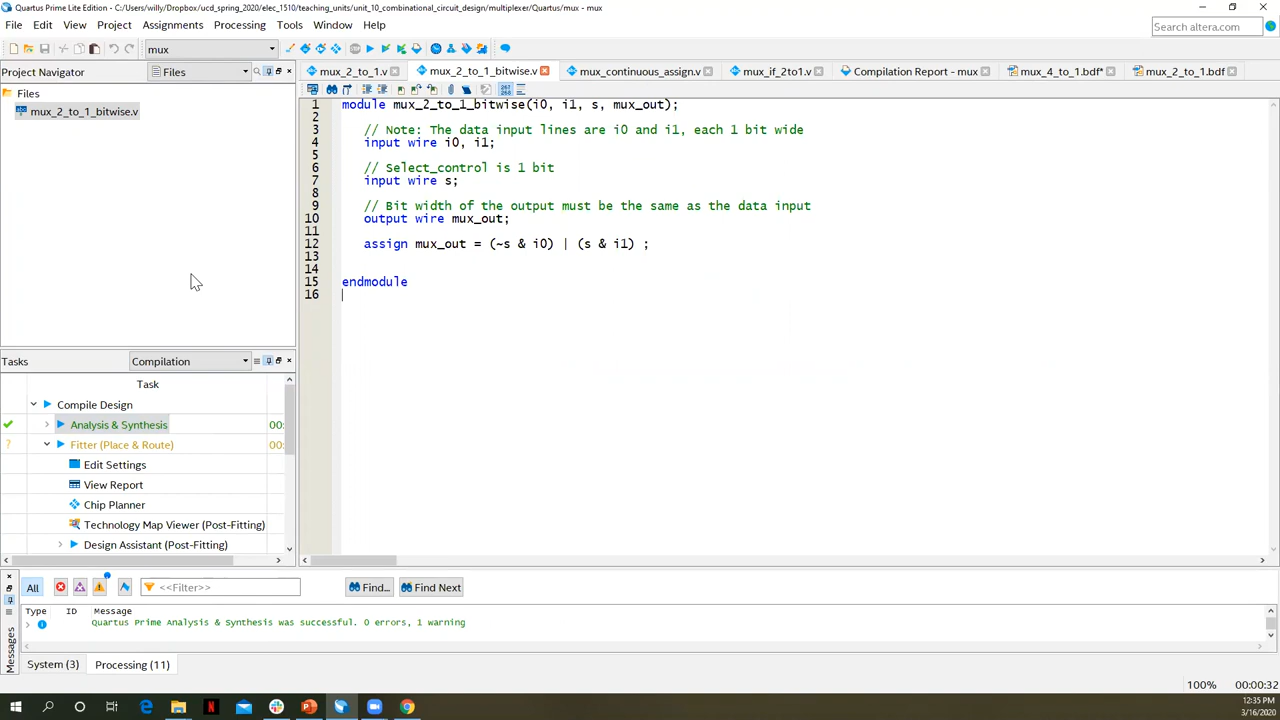 Quartus Prime Lite Edition - C:/Users/willy/Dropbox/ucd_spring_2020/elec_1510/teaching_units/unit_10_combinational_circuit_design/multiplexer/Quartus/mux - mux
File Edit View Project Assignments Processing Tools Window Help
Search altera.com
mux
Project Navigator Files
mux_2_to_1.v mux_2_to_1_bitwise.v mux_continuous_assign.v mux_if_2to1.v Compilation Report - mux mux_4_to_1.bdf* mux_2_to_1.bdf
Files
mux_2_to_1_bitwise.v
267
268
1 module mux_2_to_1_bitwise(i0, i1, s, mux_out);
2
3 // Note: The data input lines are i0 and i1, each 1 bit wide
4 input wire i0, i1;
5
6 // Select_control is 1 bit
7 input wire s;
8
9 // Bit width of the output must be the same as the data input
10 output wire mux_out;
11
12 assign mux_out = (~s & i0) | (s & i1) ;
13
14
15 endmodule
16
Tasks Compilation
Task
Compile Design
Analysis & Synthesis 00:
Fitter (Place & Route) 00:
Edit Settings
View Report
Chip Planner
Technology Map Viewer (Post-Fitting)
Design Assistant (Post-Fitting)
All <<Filter>> Find... Find Next
Type ID Message
Quartus Prime Analysis & Synthesis was successful. 0 errors, 1 warning
Messages
System (3) Processing (11)
100% 00:00:32
12:35 PM
3/16/2020